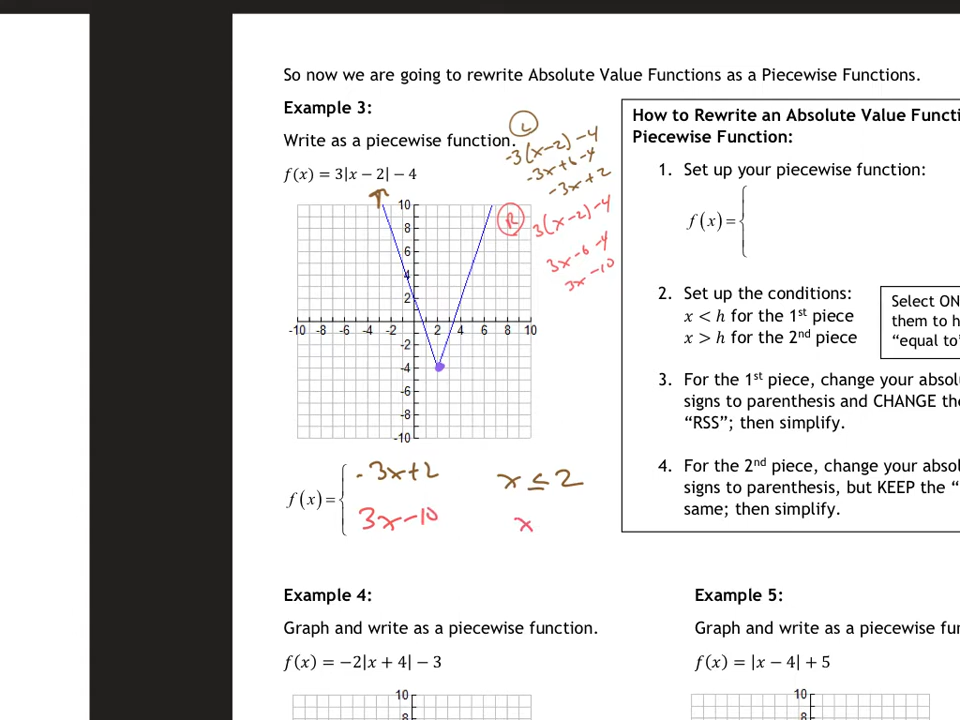 So now we are going to rewrite Absolute Value Functions as a Piecewise Functions.
Example 3:
Write as a piecewise function.
f(x) = 3|x − 2| − 4
L
-3(x-2)-4
-3x+6-4
-3x+2
R
3(x-2)-4
3x-6-4
3x-10
10
8
6
4
2
-10 -8 -6 -4 -2 2 4 6 8 10
-2
-4
-6
-8
-10
f(x)={
-3x+2 x ≤ 2
3x-10 x
How to Rewrite an Absolute Value Functi
Piecewise Function:
1. Set up your piecewise function:
f(x)={
2. Set up the conditions:
x < h for the 1st piece
x > h for the 2nd piece
Select ON
them to h
"equal to"
3. For the 1st piece, change your absol
signs to parenthesis and CHANGE the
"RSS"; then simplify.
4. For the 2nd piece, change your absol
signs to parenthesis, but KEEP the "
same; then simplify.
Example 4:
Graph and write as a piecewise function.
f(x) = −2|x + 4| − 3
10
8
Example 5:
Graph and write as a piecewise fur
f(x) = |x − 4| + 5
10
8